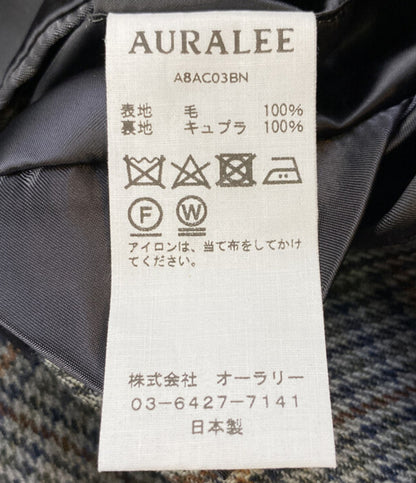 AURALEE
A8AC03BN
表地 毛 100%
裏地 キュプラ 100%
F W
アイロンは、当て布をしてかけ
てください。
株式会社 オーラリー
03-6427-7141
日本製